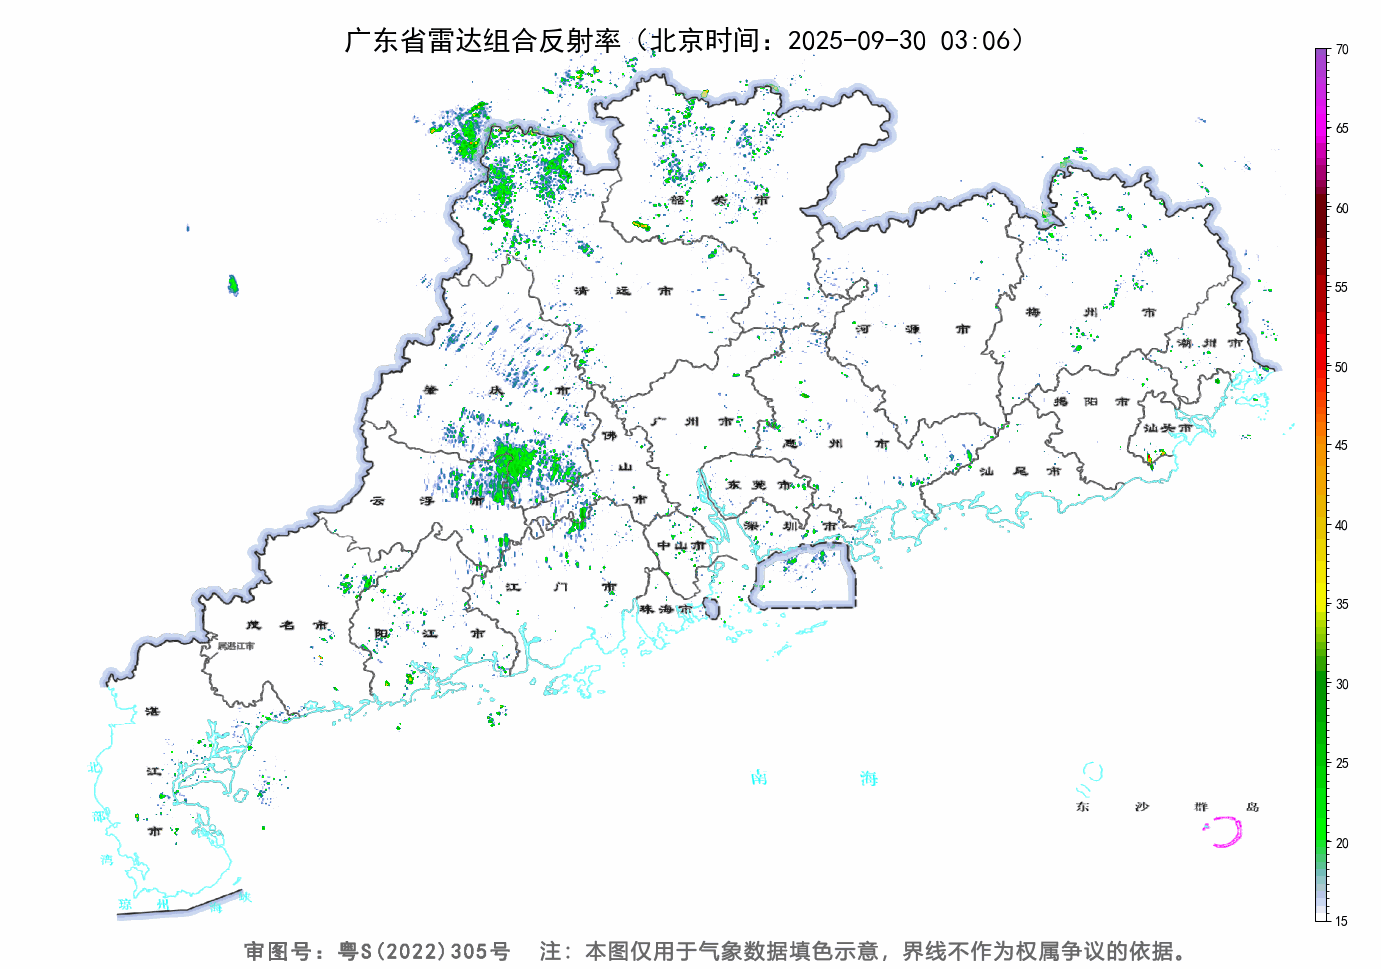 广东省雷达组合反射率（北京时间：2025-09-30 03:06）
70
65
60
55
50
45
40
35
30
25
20
15
韶 关 市
清 远 市
河 源 市
梅 州 市
潮 州 市
肇 庆 市
广 州 市
惠 州 市
揭 阳 市
汕头市
佛 山 市
云 浮 市
东 莞 市
汕 尾 市
深 圳 市
中山市
江 门 市
珠海市
茂 名 市
阳 江 市
属湛江市
湛 江 市
北 部 湾
南 海
东 沙 群 岛
琼 州 海 峡
审图号：粤S(2022)305号 注：本图仅用于气象数据填色示意，界线不作为权属争议的依据。